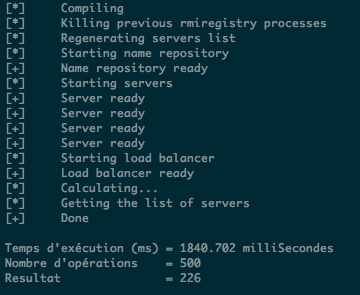 [*] Compiling
[*] Killing previous rmiregistry processes
[*] Regenerating servers list
[*] Starting name repository
[+] Name repository ready
[*] Starting servers
[+] Server ready
[+] Server ready
[+] Server ready
[+] Server ready
[*] Starting load balancer
[+] Load balancer ready
[*] Calculating...
[*] Getting the list of servers
[+] Done
Temps d'exécution (ms) = 1840.702 milliSecondes
Nombre d'opérations = 500
Resultat = 226